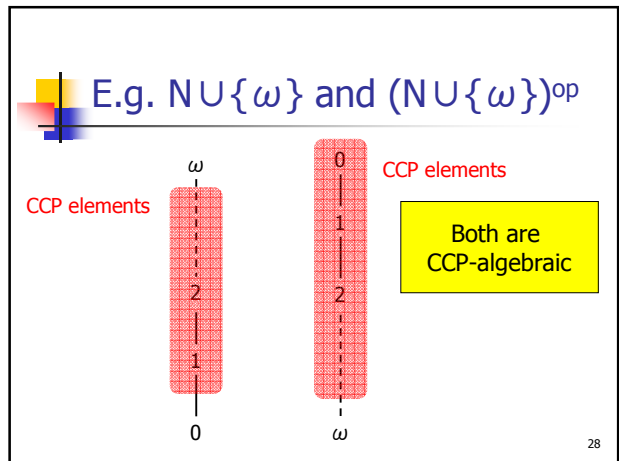 E.g. N∪{ω} and (N∪{ω})ᵒᵖ
ω
CCP elements
2
1
0
0
1
2
ω
CCP elements
Both are
CCP-algebraic
28